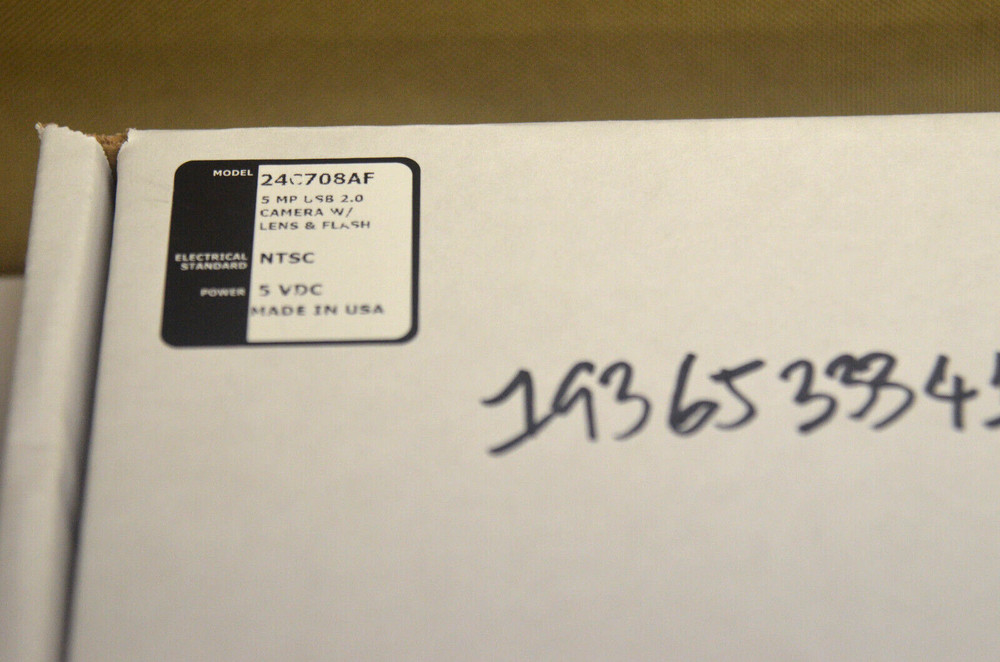 MODEL 24C708AF
5 MP USB 2.0
CAMERA W/
LENS & FLASH
ELECTRICAL STANDARD NTSC
POWER 5 VDC
MADE IN USA